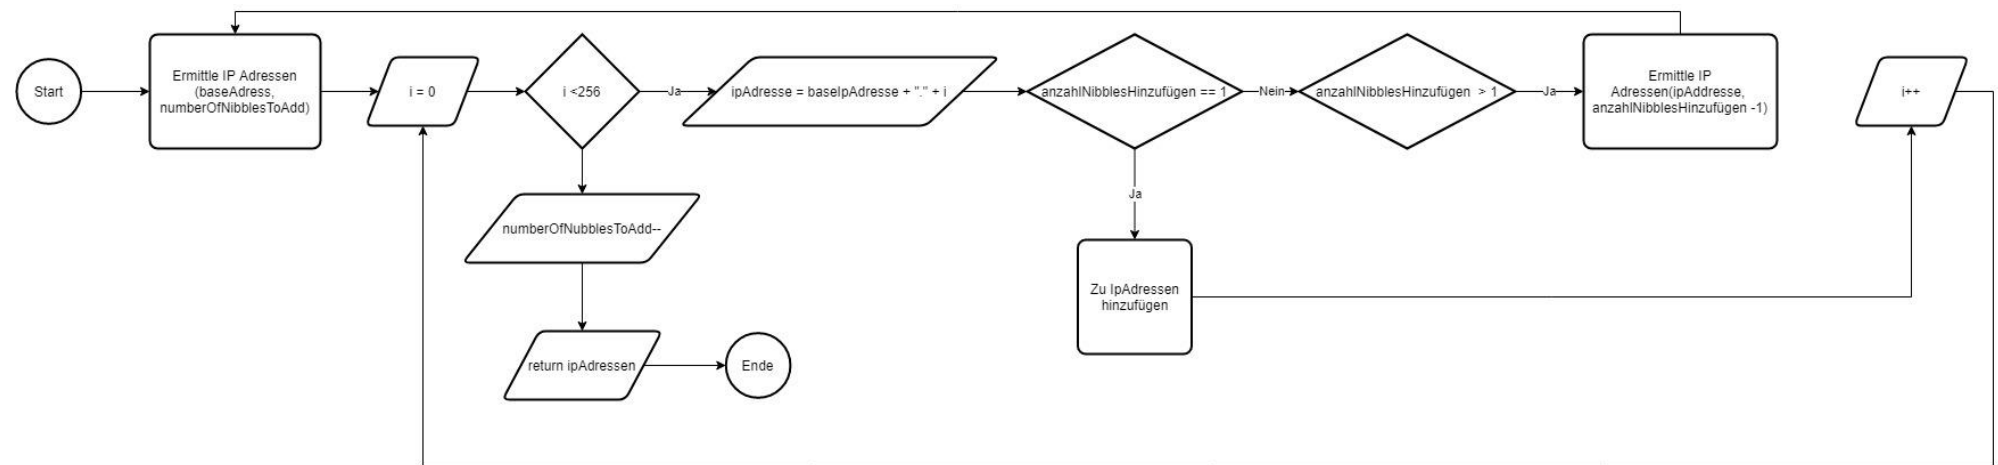 Start
Ermittle IP Adressen
(baseAdress,
numberOfNibblesToAdd)
i = 0
i <256
Ja
ipAdresse = baseIpAdresse + "." + i
anzahlNibblesHinzufügen == 1
Nein
anzahlNibblesHinzufügen > 1
Ja
Ermittle IP
Adressen(ipAddresse,
anzahlNibblesHinzufügen -1)
i++
numberOfNubblesToAdd--
Ja
Zu IpAdressen
hinzufügen
return ipAdressen
Ende